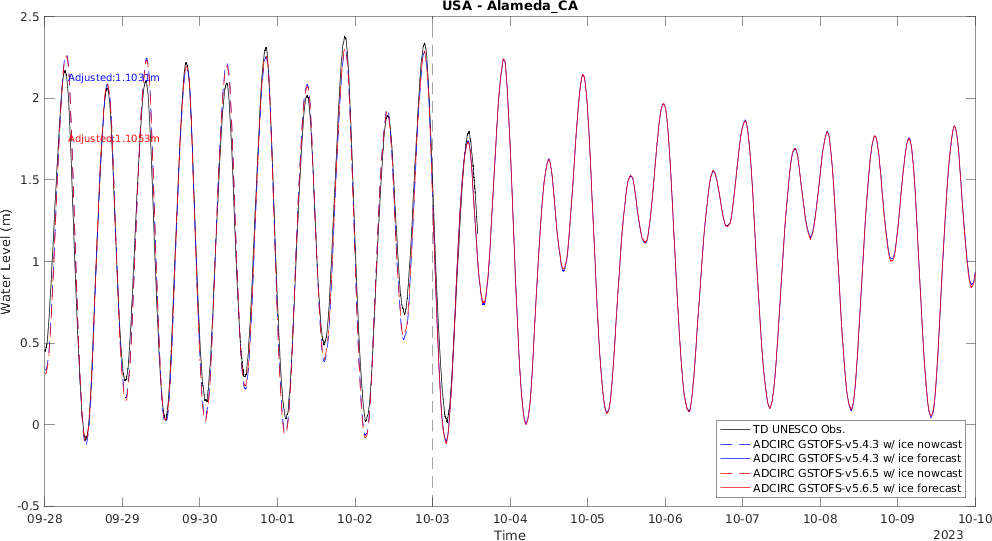 USA - Alameda_CA
2.5
2
1.5
1
0.5
0
-0.5
Water Level (m)
Adjusted:1.1031m
Adjusted:1.1053m
TD UNESCO Obs.
ADCIRC GSTOFS-v5.4.3 w/ ice nowcast
ADCIRC GSTOFS-v5.4.3 w/ ice forecast
ADCIRC GSTOFS-v5.6.5 w/ ice nowcast
ADCIRC GSTOFS-v5.6.5 w/ ice forecast
09-28 09-29 09-30 10-01 10-02 10-03 10-04 10-05 10-06 10-07 10-08 10-09 10-10
Time
2023